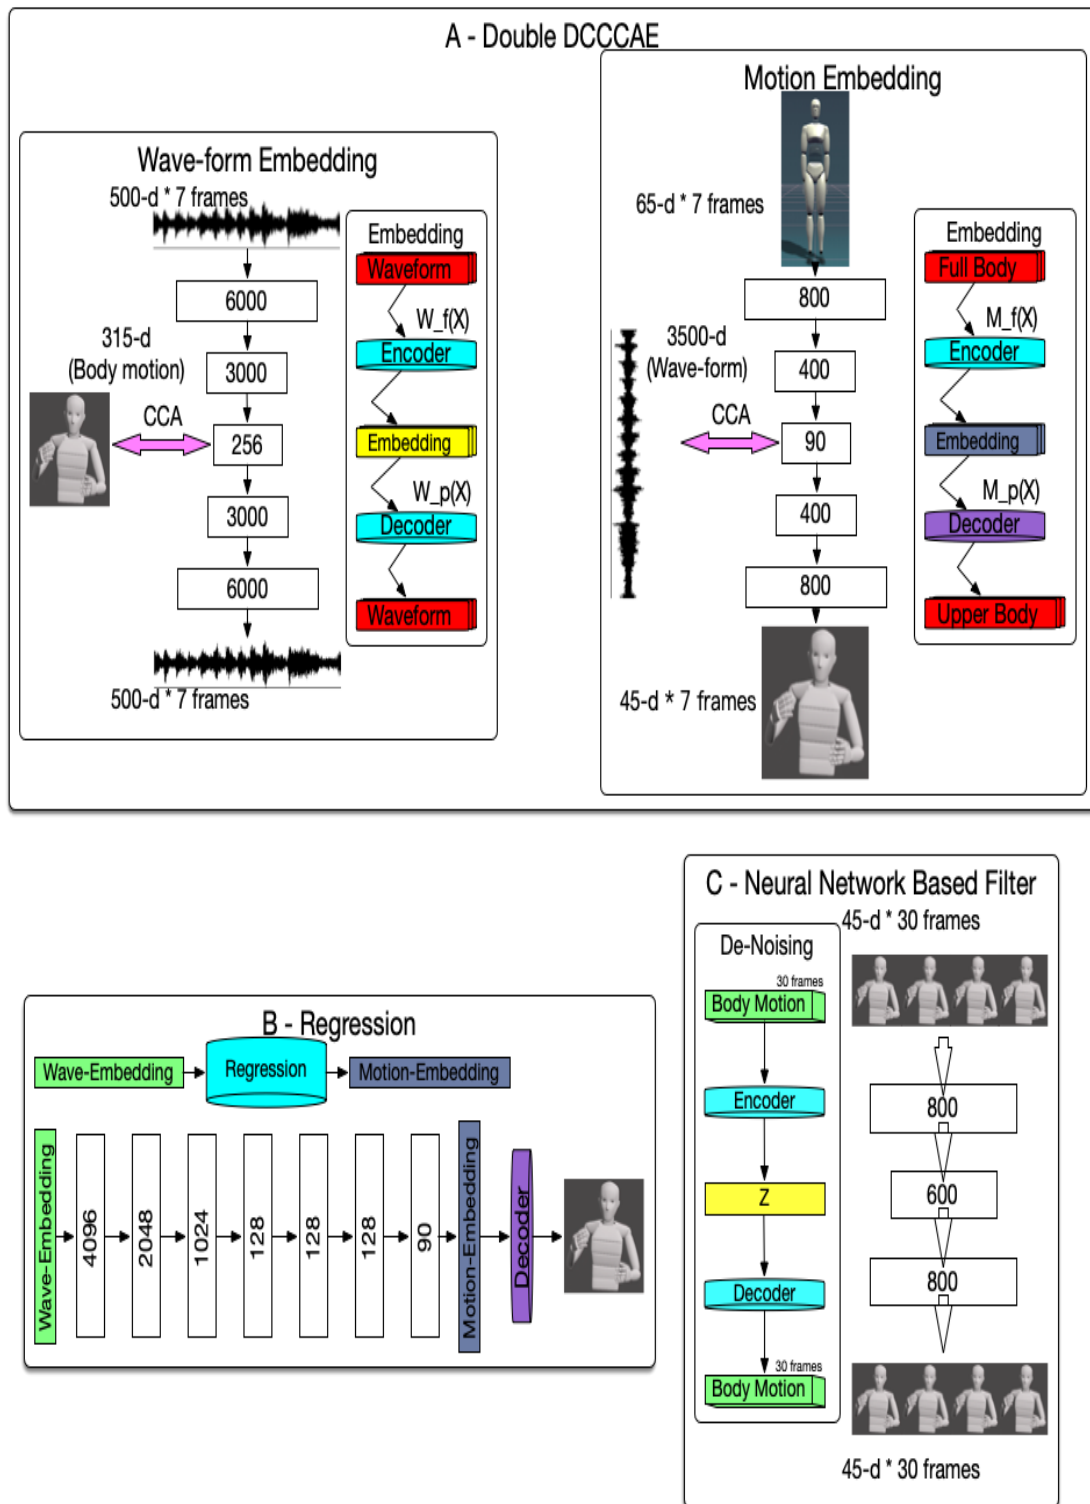 A - Double DCCCAE
Wave-form Embedding
500-d * 7 frames
6000
315-d
(Body motion)
3000
CCA
256
3000
6000
500-d * 7 frames
Embedding
Waveform
W_f(X)
Encoder
Embedding
W_p(X)
Decoder
Waveform
Motion Embedding
65-d * 7 frames
800
3500-d
(Wave-form)
400
CCA
90
400
800
45-d * 7 frames
Embedding
Full Body
M_f(X)
Encoder
Embedding
M_p(X)
Decoder
Upper Body
B - Regression
Wave-Embedding
Regression
Motion-Embedding
Wave-Embedding
4096
2048
1024
128
128
128
90
Motion-Embedding
Decoder
C - Neural Network Based Filter
45-d * 30 frames
De-Noising
30 frames
Body Motion
Encoder
Z
Decoder
30 frames
Body Motion
800
600
800
45-d * 30 frames